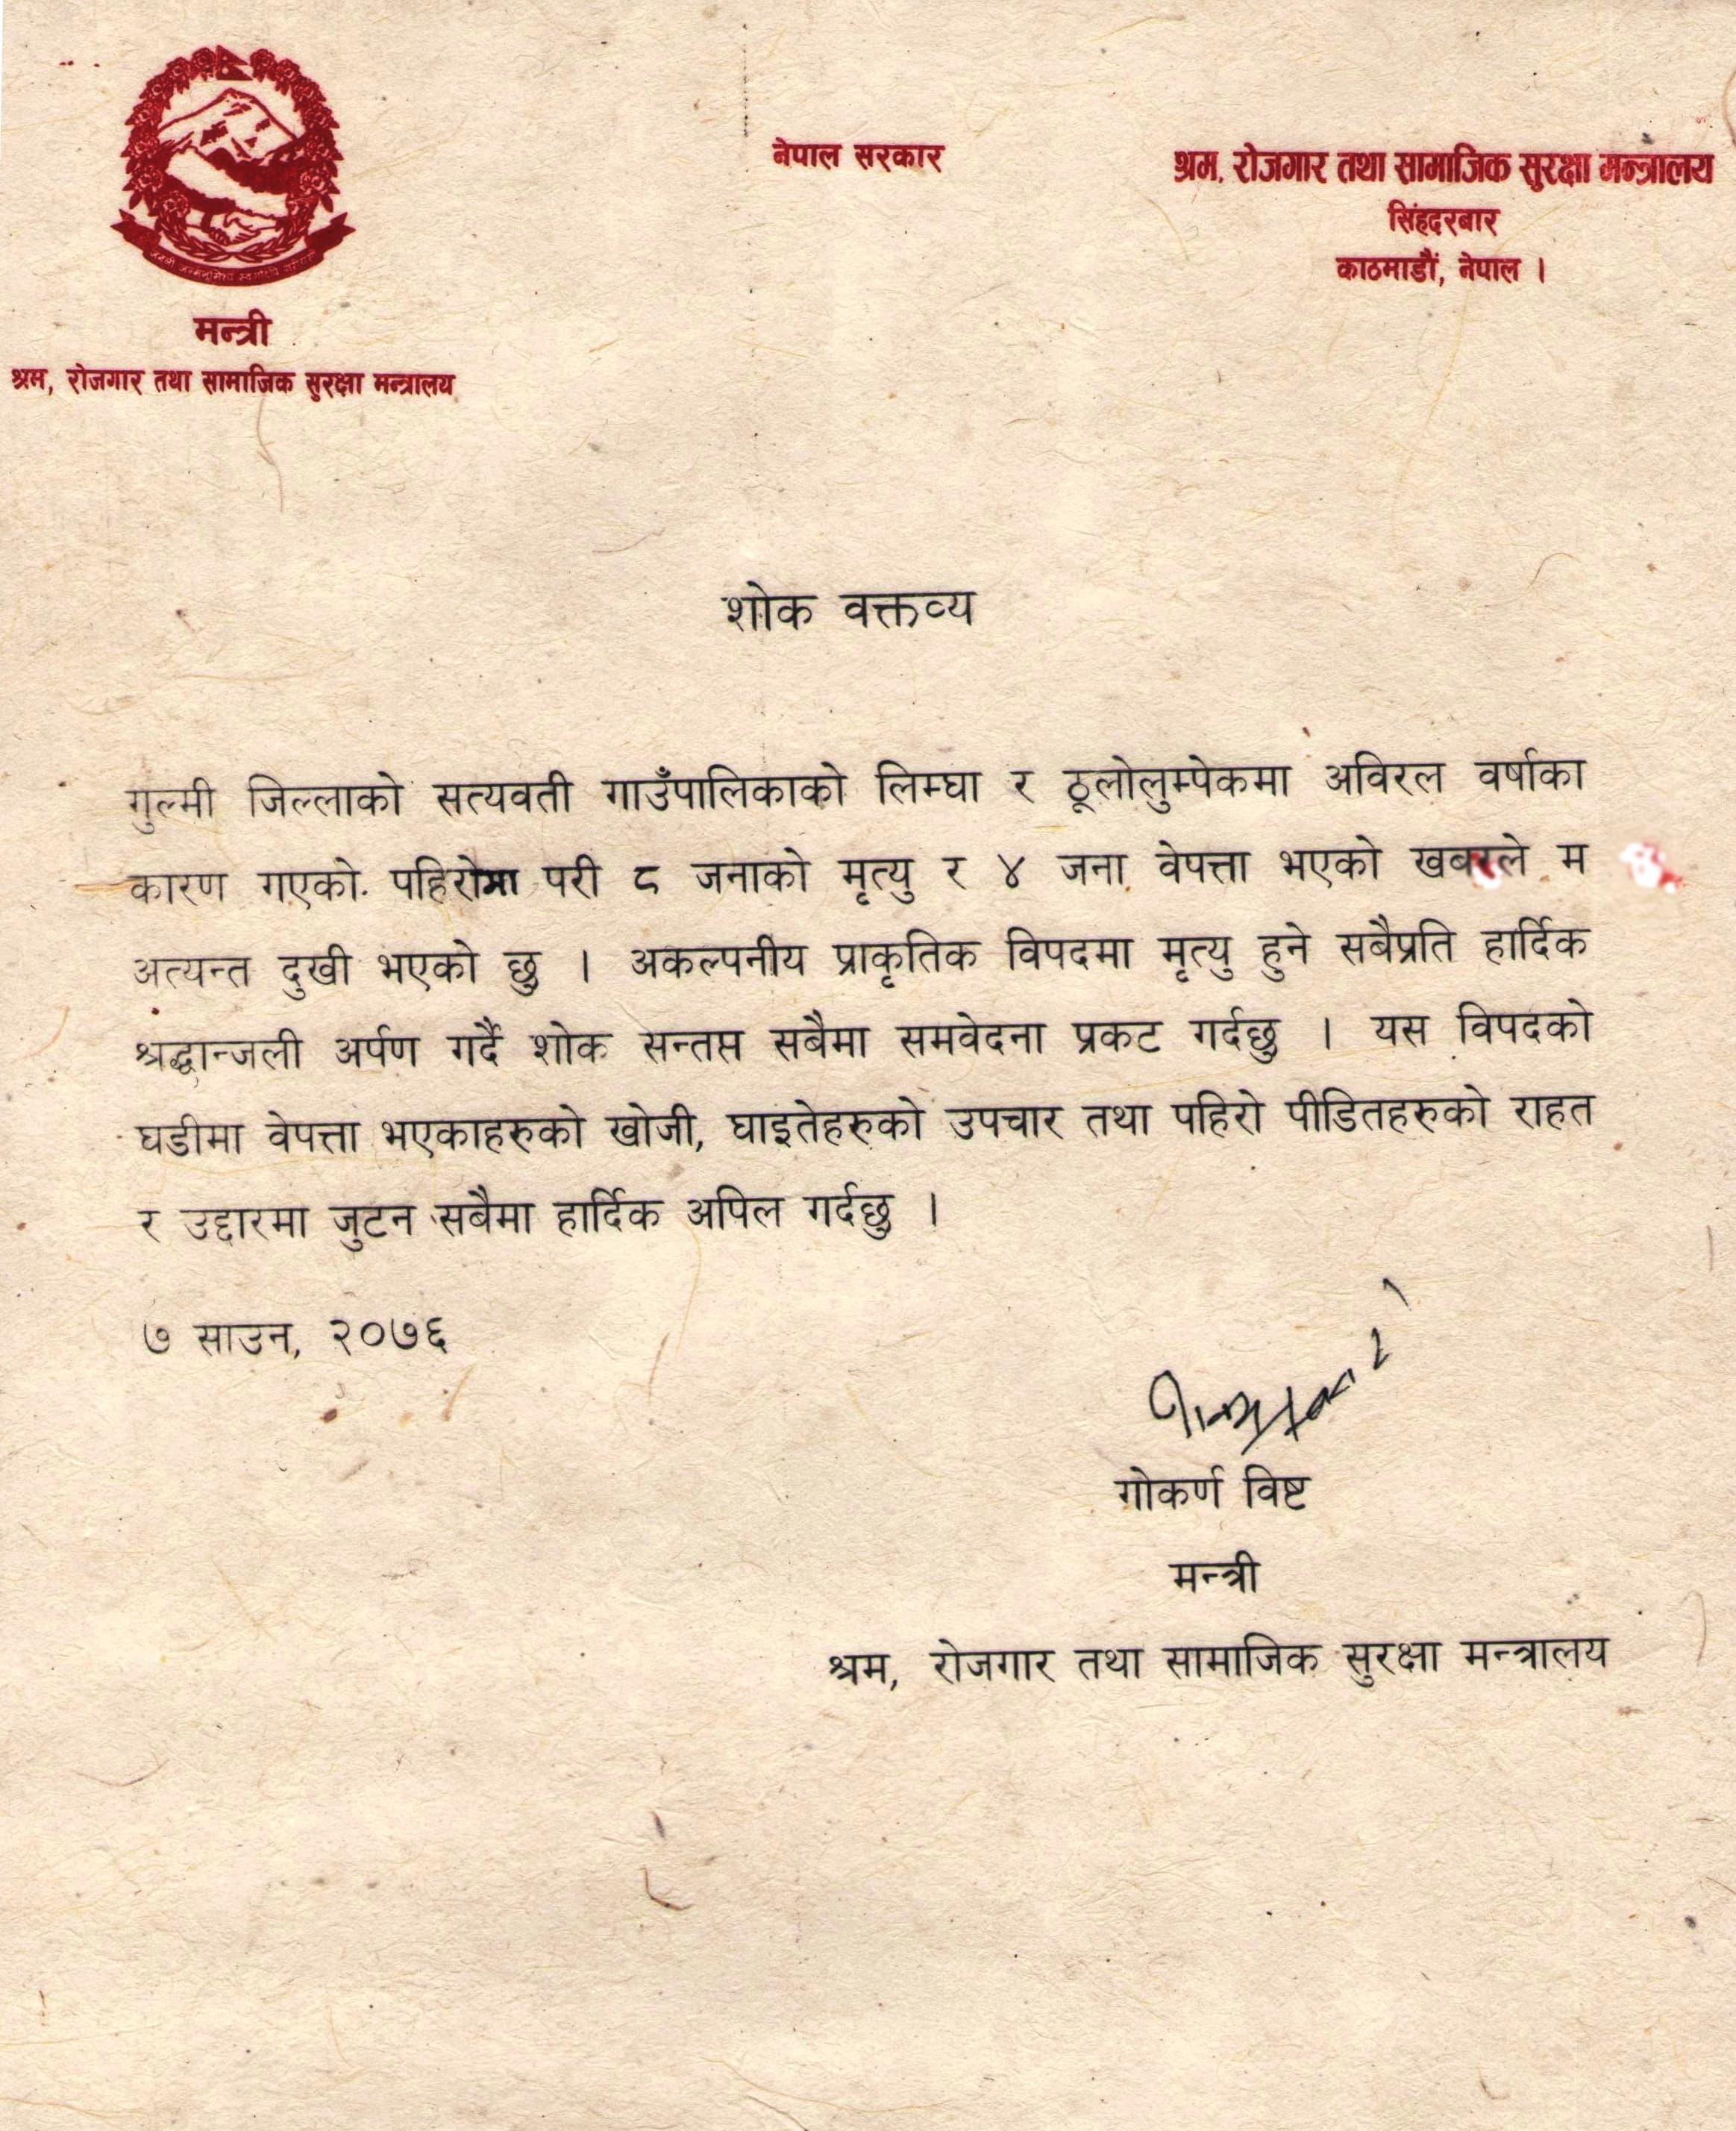 नेपाल सरकार
श्रम, रोजगार तथा सामाजिक सुरक्षा मन्त्रालय
सिंहदरबार
काठमाडौं, नेपाल ।
मन्त्री
श्रम, रोजगार तथा सामाजिक सुरक्षा मन्त्रालय
शोक वक्तव्य
गुल्मी जिल्लाको सत्यवती गाउँपालिकाको लिम्घा र ठूलोलुम्पेकमा अविरल वर्षाका
कारण गएको पहिरोमा परी ८ जनाको मृत्यु र ४ जना वेपत्ता भएको खबरले म
अत्यन्त दुखी भएको छु । अकल्पनीय प्राकृतिक विपदमा मृत्यु हुने सबैप्रति हार्दिक
श्रद्धान्जली अर्पण गर्दै शोक सन्तप्त सबैमा समवेदना प्रकट गर्दछु । यस विपदको
घडीमा वेपत्ता भएकाहरुको खोजी, घाइतेहरुको उपचार तथा पहिरो पीडितहरुको राहत
र उद्दारमा जुटन सबैमा हार्दिक अपिल गर्दछु ।
७ साउन, २०७६
गोकर्ण विष्ट
मन्त्री
श्रम, रोजगार तथा सामाजिक सुरक्षा मन्त्रालय